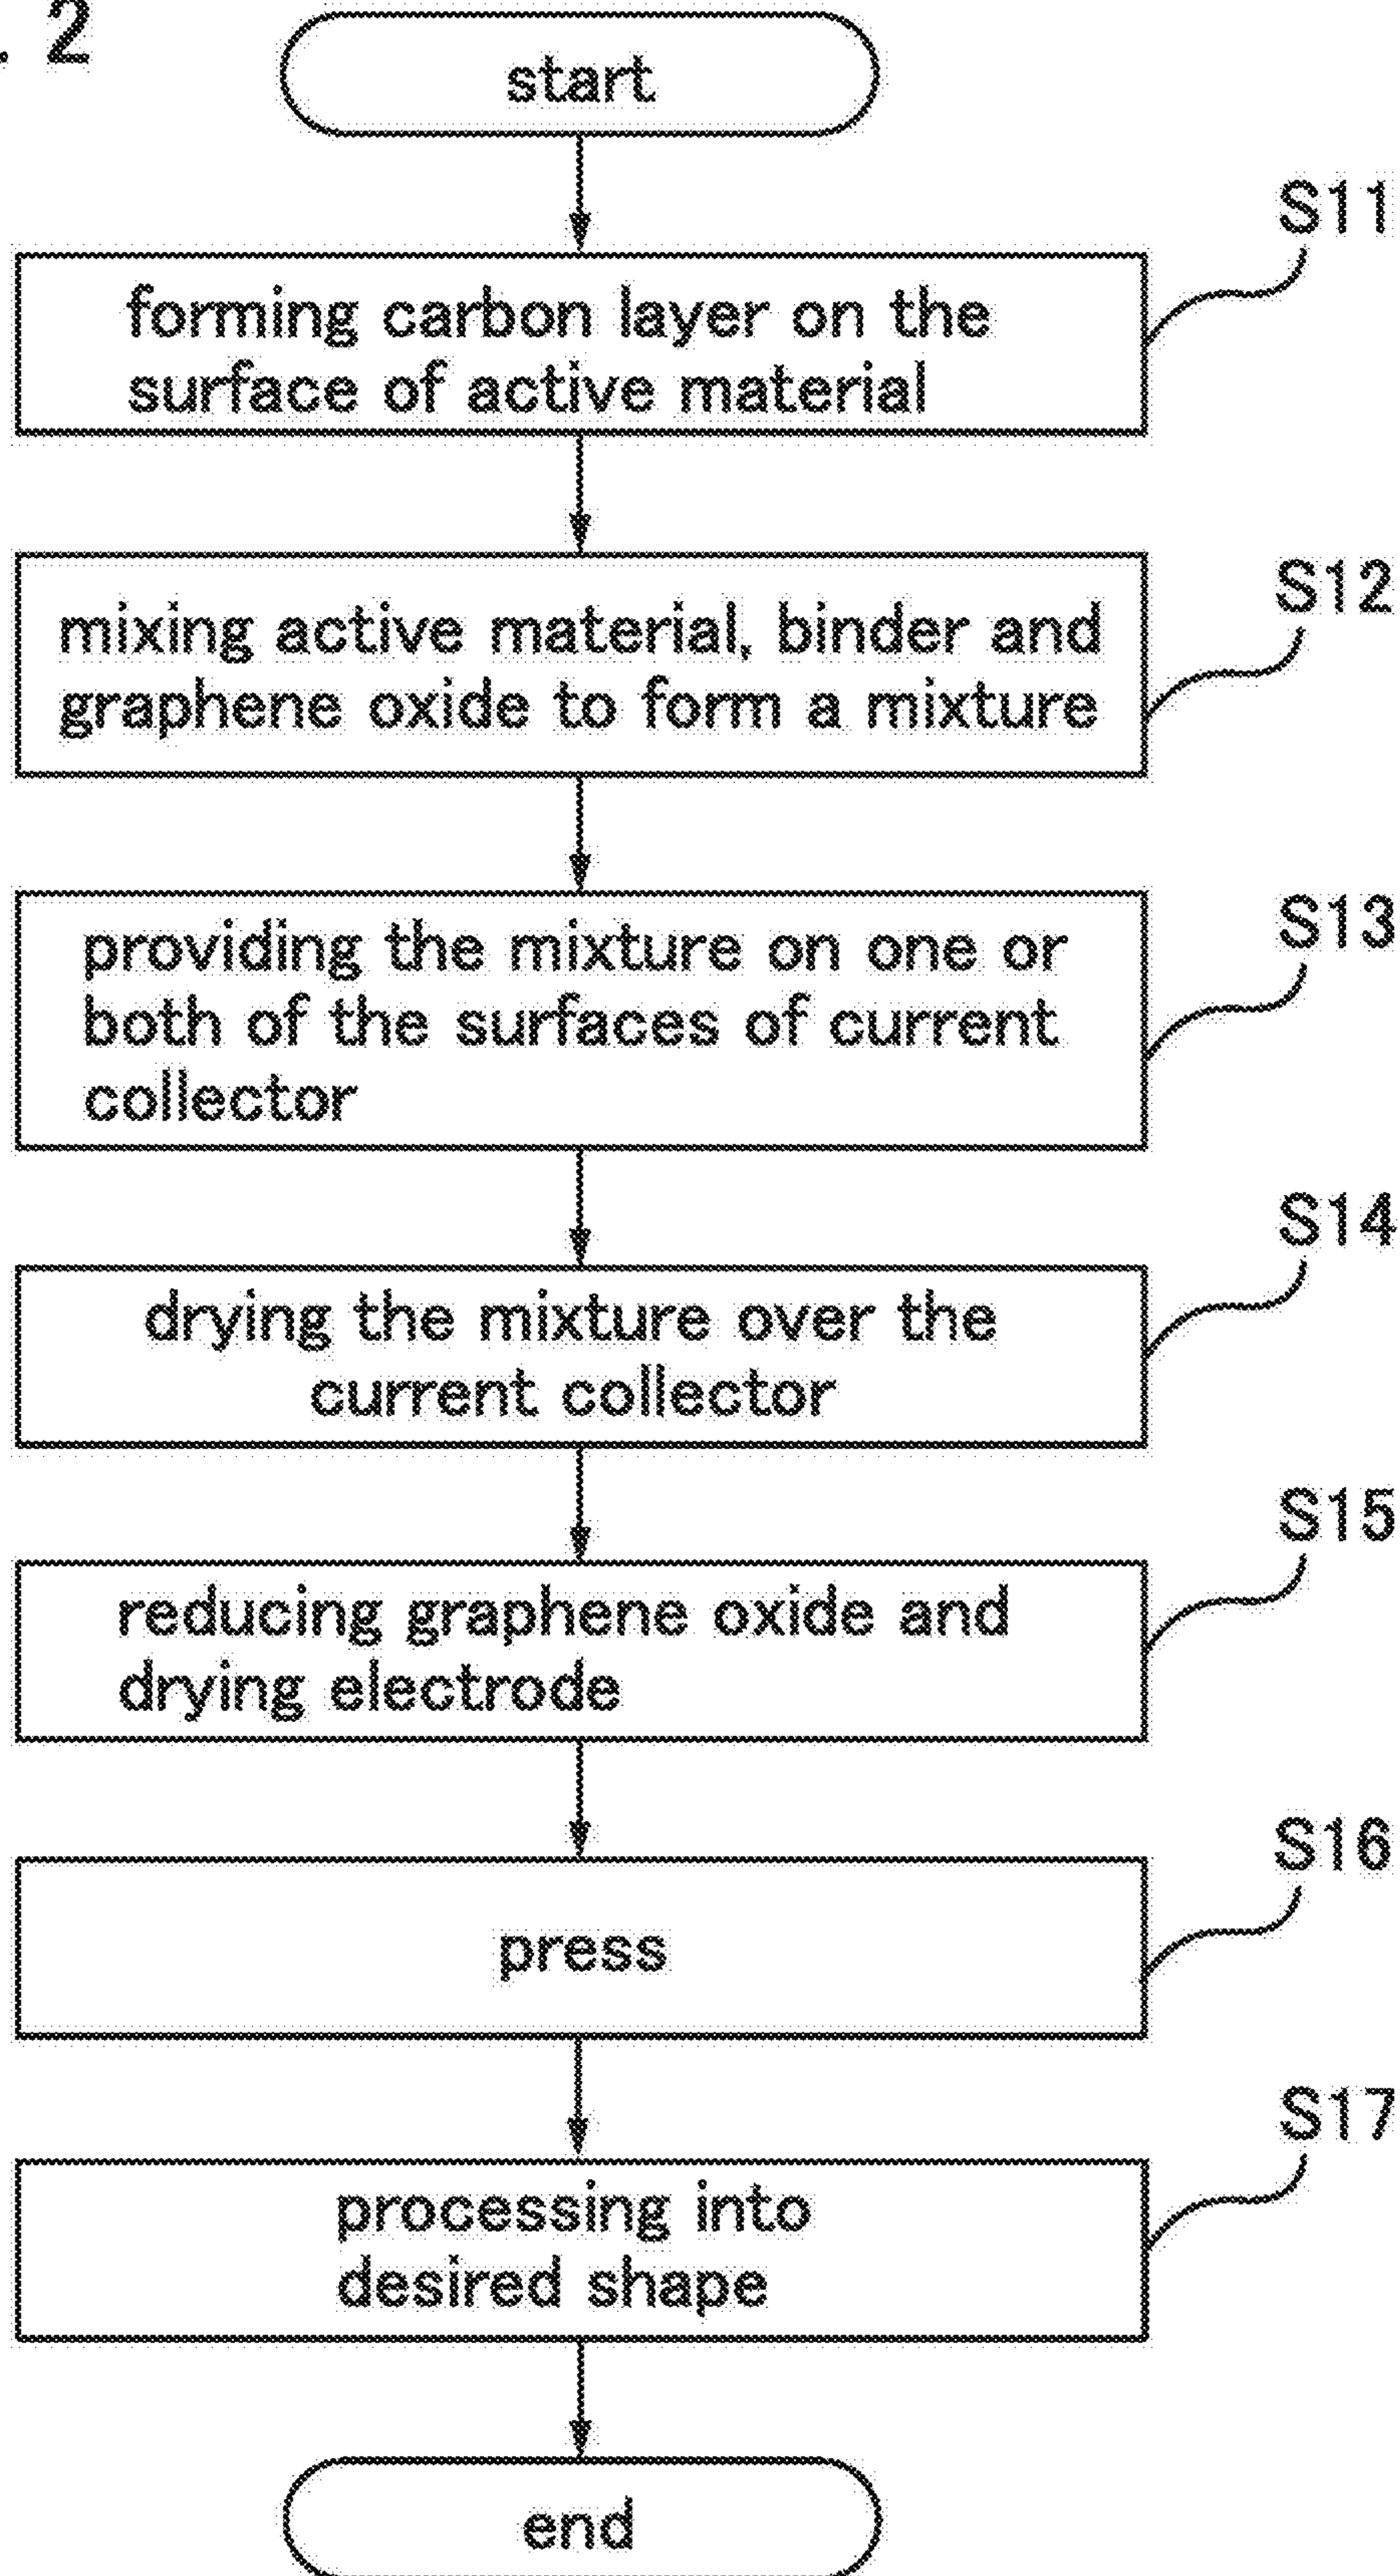 . 2
start
S11
forming carbon layer on the
surface of active material
S12
mixing active material, binder and
graphene oxide to form a mixture
S13
providing the mixture on one or
both of the surfaces of current
collector
S14
drying the mixture over the
current collector
S15
reducing graphene oxide and
drying electrode
S16
press
S17
processing into
desired shape
end